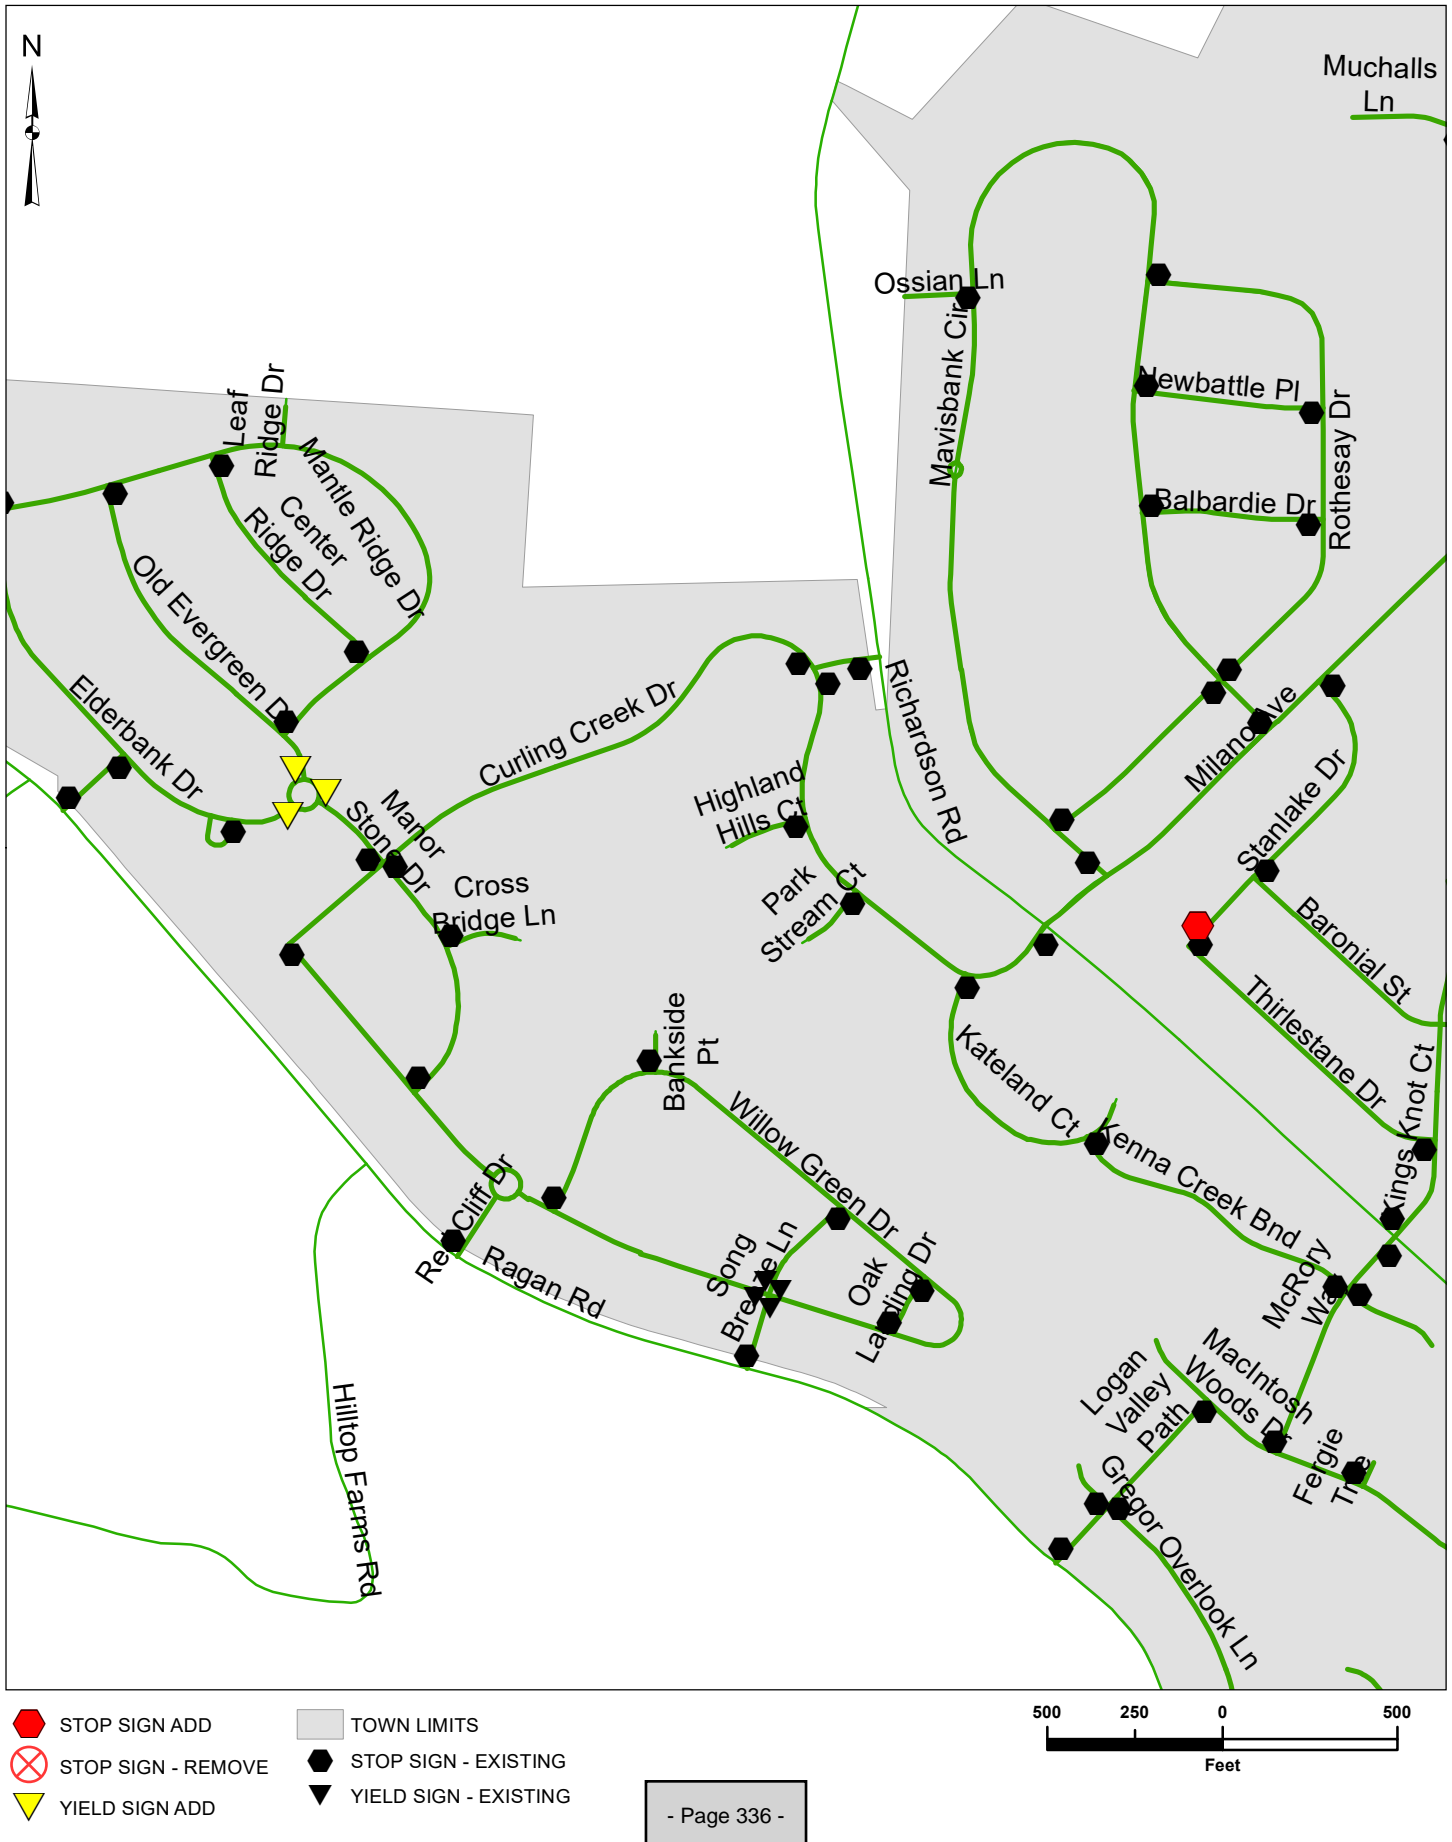 N
Muchalls
Ln
Ossian Ln
Mavisbank Cir
Newbattle Pl
Rothesay Dr
Balbardie Dr
Leaf
Ridge Dr
Mantle Ridge Dr
Center
Ridge Dr
Old Evergreen Dr
Elderbank Dr
Curling Creek Dr
Richardson Rd
Milano Ave
Highland
Hills Ct
Manor
Stone Dr
Stanlake Dr
Park
Stream Ct
Cross
Bridge Ln
Baronial St
Thirlestane Dr
Bankside
Pt
Kateland Ct
Kings Knot Ct
Willow Green Dr
Kenna Creek Bnd
Red Cliff Dr
Ragan Rd
Song
Breeze Ln
Oak
Landing Dr
McRory
Way
MacIntosh
Woods Dr
Logan
Valley
Path
Fergie
Tree
Hilltop Farms Rd
Gregor Overlook Ln
STOP SIGN ADD
STOP SIGN - REMOVE
YIELD SIGN ADD
TOWN LIMITS
STOP SIGN - EXISTING
YIELD SIGN - EXISTING
500 250 0 500
Feet
- Page 336 -